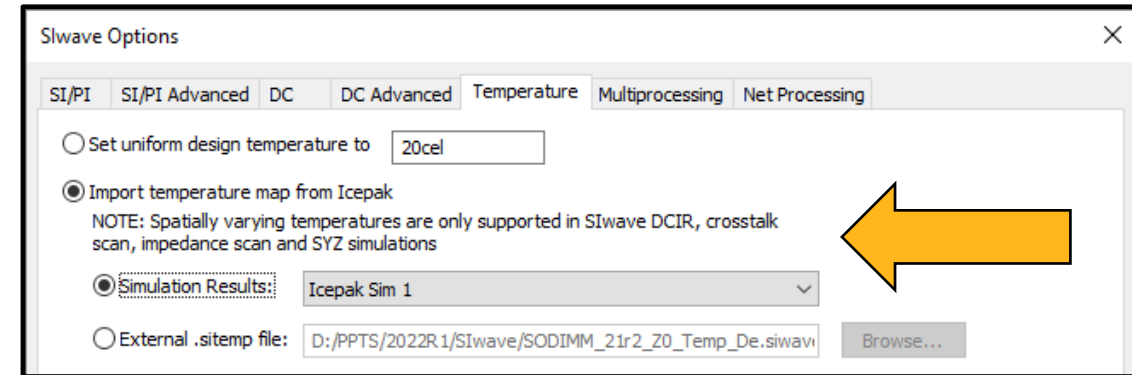 SIwave Options
SI/PI SI/PI Advanced DC DC Advanced Temperature Multiprocessing Net Processing
Set uniform design temperature to 20cel
Import temperature map from Icepak
NOTE: Spatially varying temperatures are only supported in SIwave DCIR, crosstalk
scan, impedance scan and SYZ simulations
Simulation Results: Icepak Sim 1
External .sitemp file: D:/PPTS/2022R1/SIwave/SODIMM_21r2_Z0_Temp_De.siwav Browse...